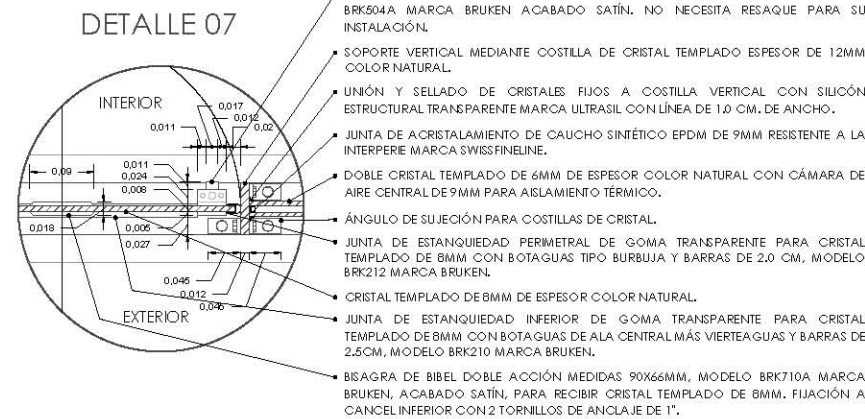 DETALLE 07
INTERIOR
0,017
0,012
0,011
0,02
0,011
0,09
0,024
0,008
0,018
0,005
0,027
0,045
0,012
0,045
EXTERIOR
BRK504A MARCA BRUKEN ACABADO SATÍN. NO NECESITA RESAQUE PARA SU
INSTALACIÓN.
SOPORTE VERTICAL MEDIANTE COSTILLA DE CRISTAL TEMPLADO ESPESOR DE 12MM
COLOR NATURAL.
UNIÓN Y SELLADO DE CRISTALES FIJOS A COSTILLA VERTICAL CON SILICÓN
ESTRUCTURAL TRANSPARENTE MARCA ULTRASIL CON LÍNEA DE 1.0 CM. DE ANCHO.
JUNTA DE ACRISTALAMIENTO DE CAUCHO SINTÉTICO EPDM DE 9MM RESISTENTE A LA
INTERPERIE MARCA SWISSFINELINE.
DOBLE CRISTAL TEMPLADO DE 6MM DE ESPESOR COLOR NATURAL CON CÁMARA DE
AIRE CENTRAL DE 9MM PARA AISLAMIENTO TÉRMICO.
ÁNGULO DE SUJECIÓN PARA COSTILLAS DE CRISTAL.
JUNTA DE ESTANQUIEDAD PERIMETRAL DE GOMA TRANSPARENTE PARA CRISTAL
TEMPLADO DE 8MM CON BOTAGUAS TIPO BURBUJA Y BARRAS DE 2.0 CM, MODELO
BRK212 MARCA BRUKEN.
CRISTAL TEMPLADO DE 8MM DE ESPESOR COLOR NATURAL.
JUNTA DE ESTANQUIEDAD INFERIOR DE GOMA TRANSPARENTE PARA CRISTAL
TEMPLADO DE 8MM CON BOTAGUAS DE ALA CENTRAL MÁS VIERTEAGUAS Y BARRAS DE
2.5CM, MODELO BRK210 MARCA BRUKEN.
BISAGRA DE BIBEL DOBLE ACCIÓN MEDIDAS 90X66MM, MODELO BRK710A MARCA
BRUKEN, ACABADO SATÍN, PARA RECIBIR CRISTAL TEMPLADO DE 8MM. FIJACIÓN A
CANCEL INFERIOR CON 2 TORNILLOS DE ANCLAJE DE 1".